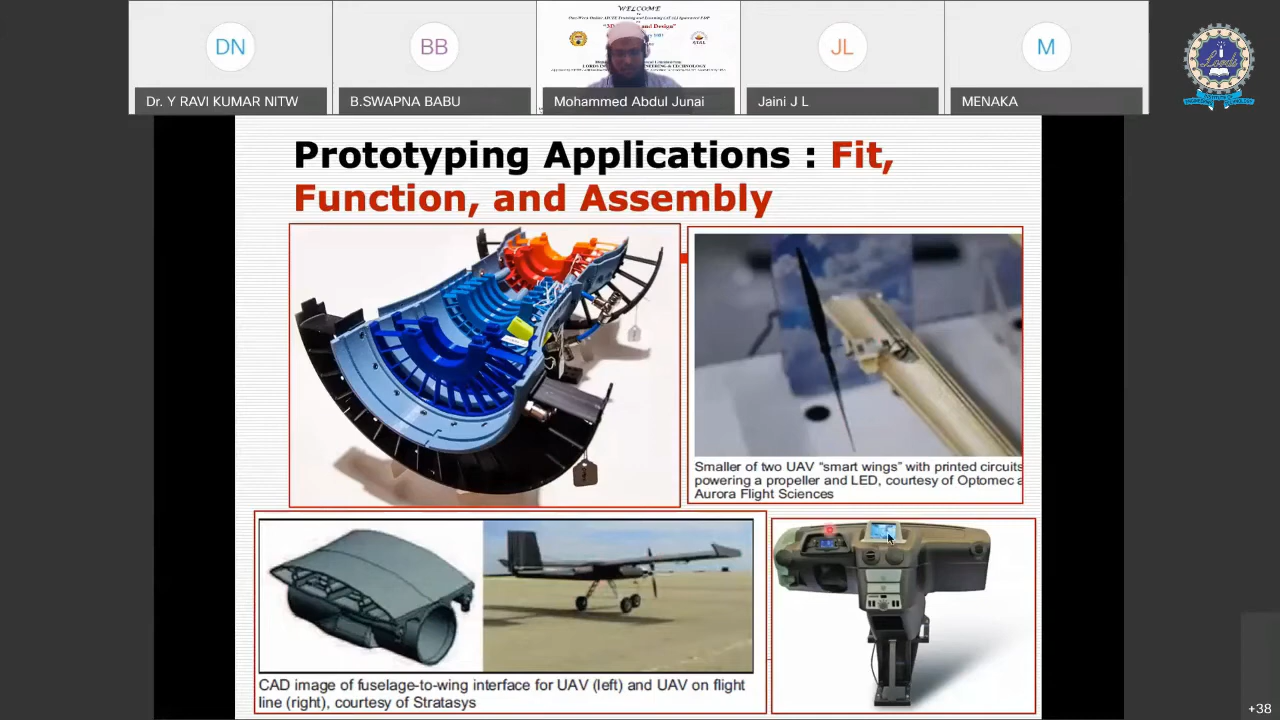 WELCOME
DN
BB
JL
M
Dr. Y RAVI KUMAR NITW
B.SWAPNA BABU
Mohammed Abdul Junai
Jaini J L
MENAKA
Lords
Prototyping Applications : Fit,
Function, and Assembly
Smaller of two UAV “smart wings” with printed circuits
powering a propeller and LED, courtesy of Optomec a
Aurora Flight Sciences
CAD image of fuselage-to-wing interface for UAV (left) and UAV on flight
line (right), courtesy of Stratasys
+38